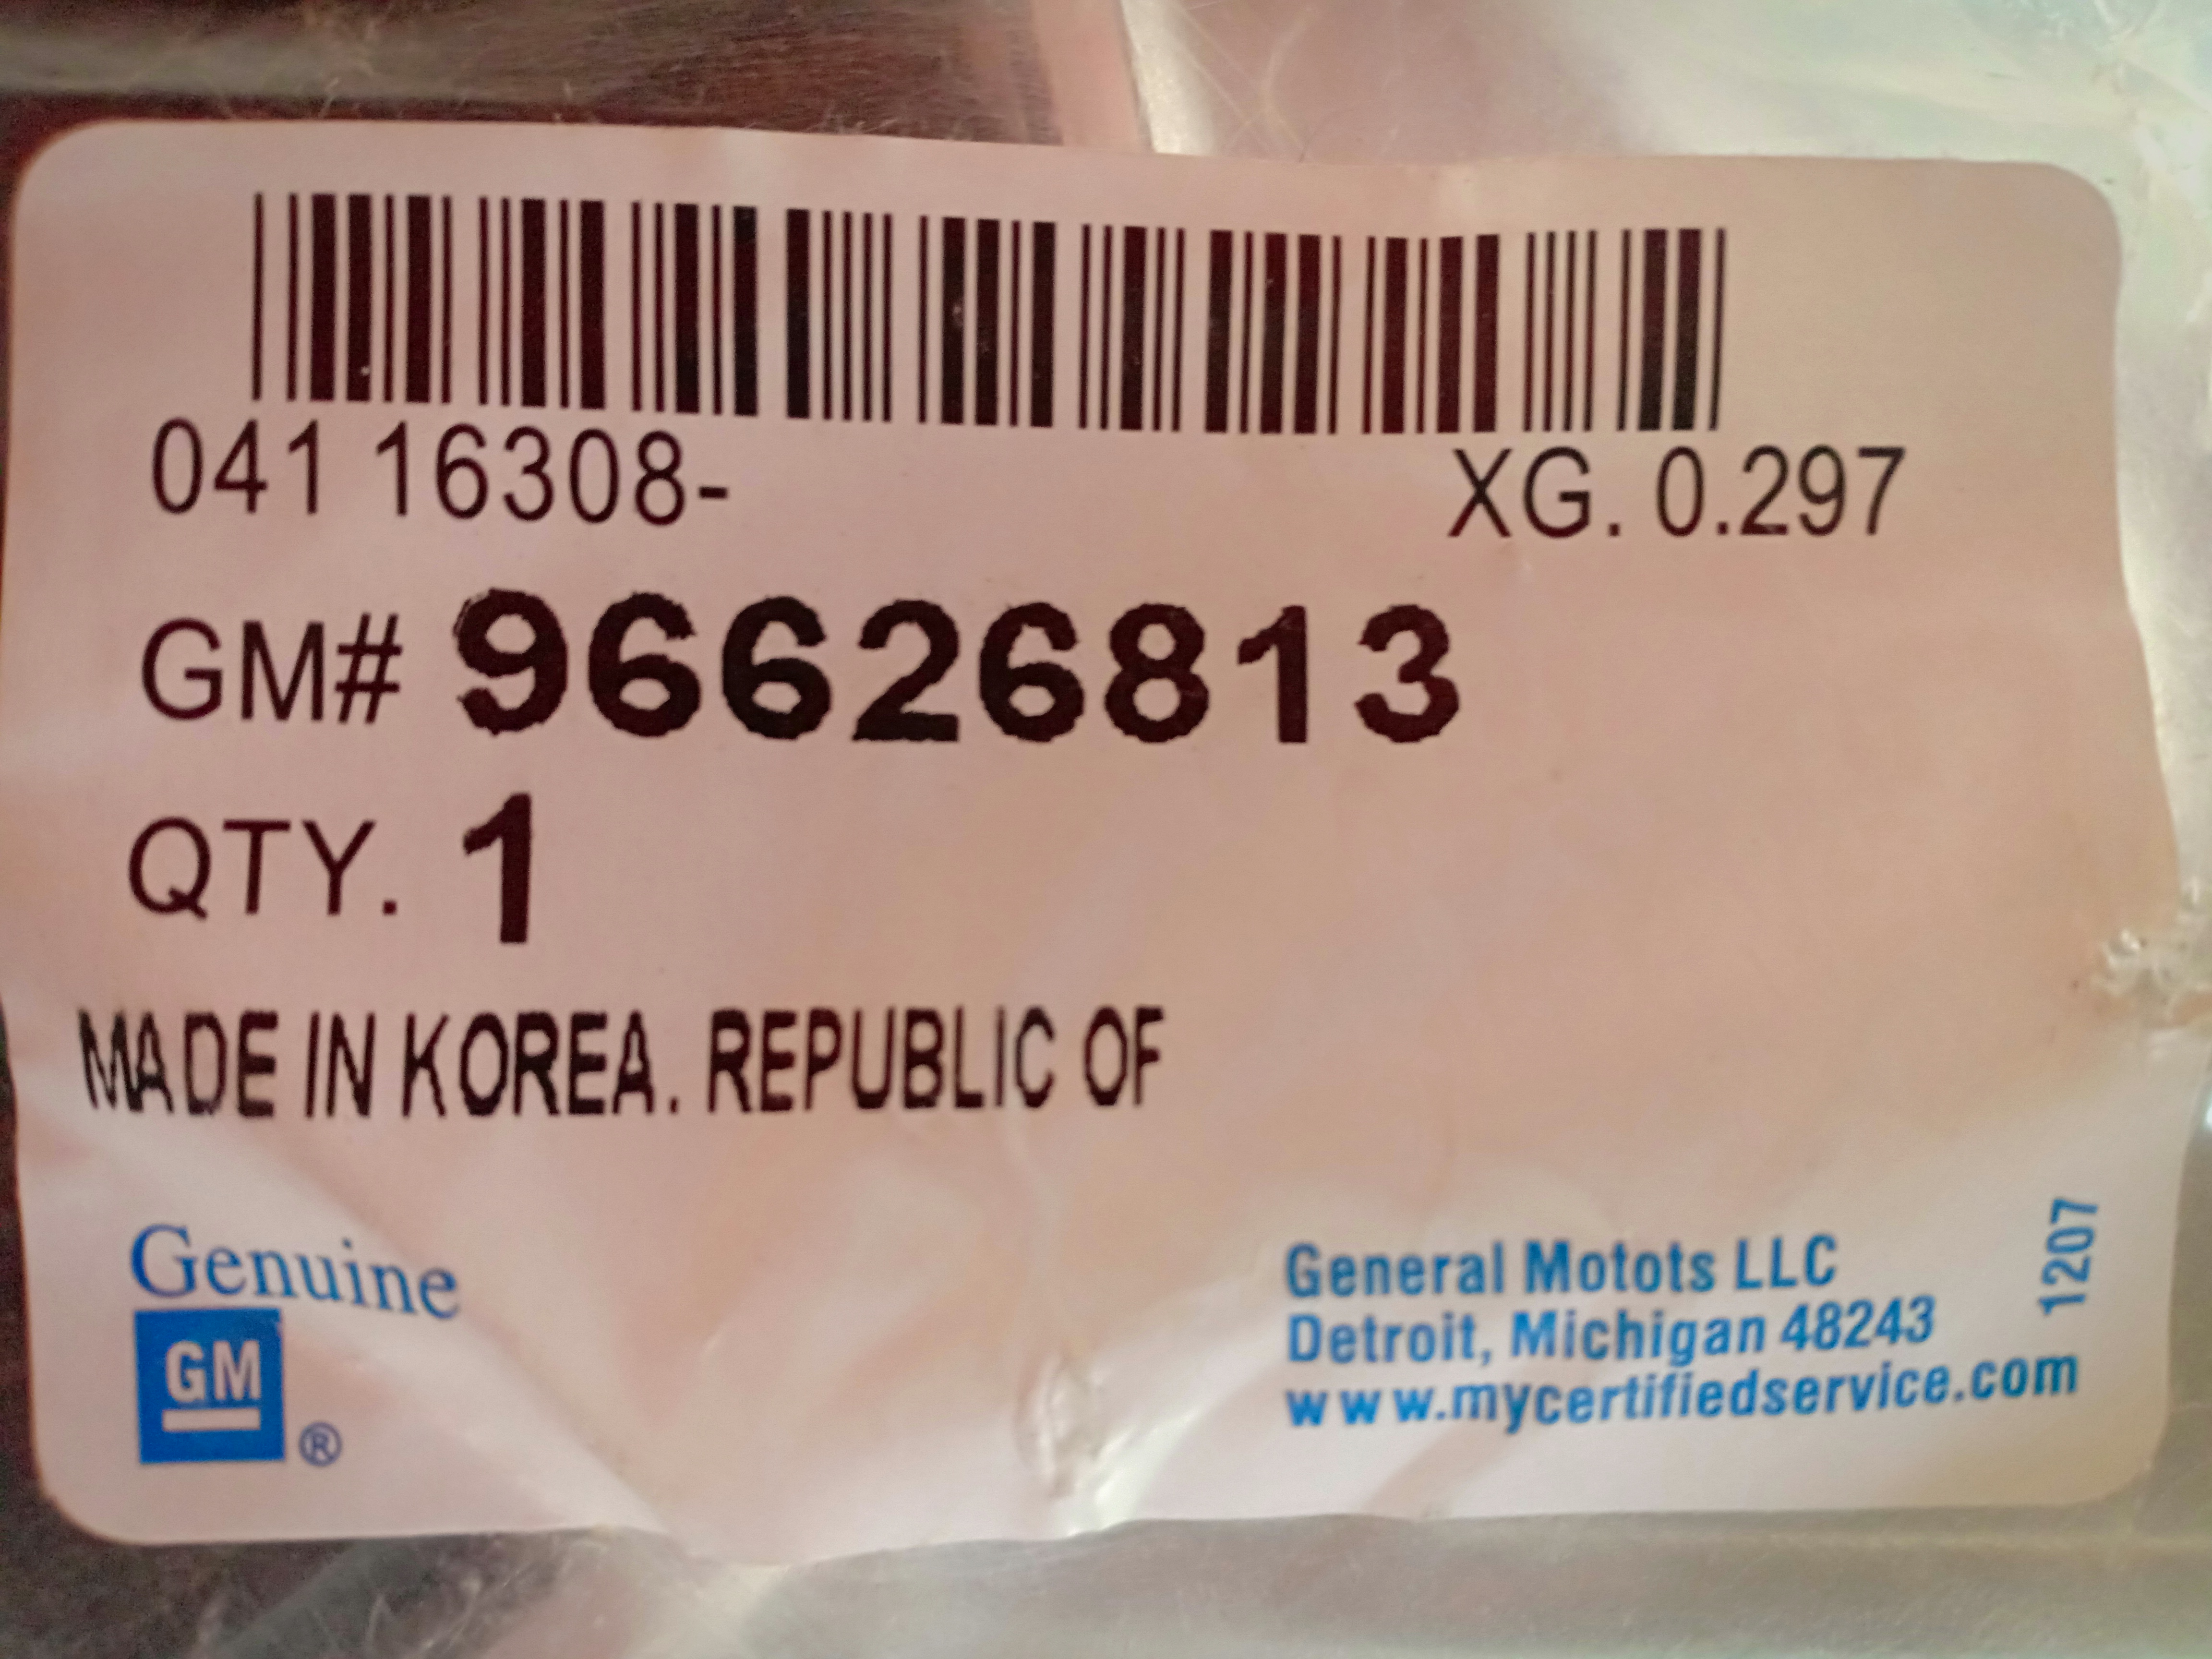 041 16308-
XG. 0.297
GM# 96626813
QTY. 1
MADE IN KOREA. REPUBLIC OF
Genuine
GM
®
General Motots LLC
Detroit, Michigan 48243
www.mycertifiedservice.com
1207